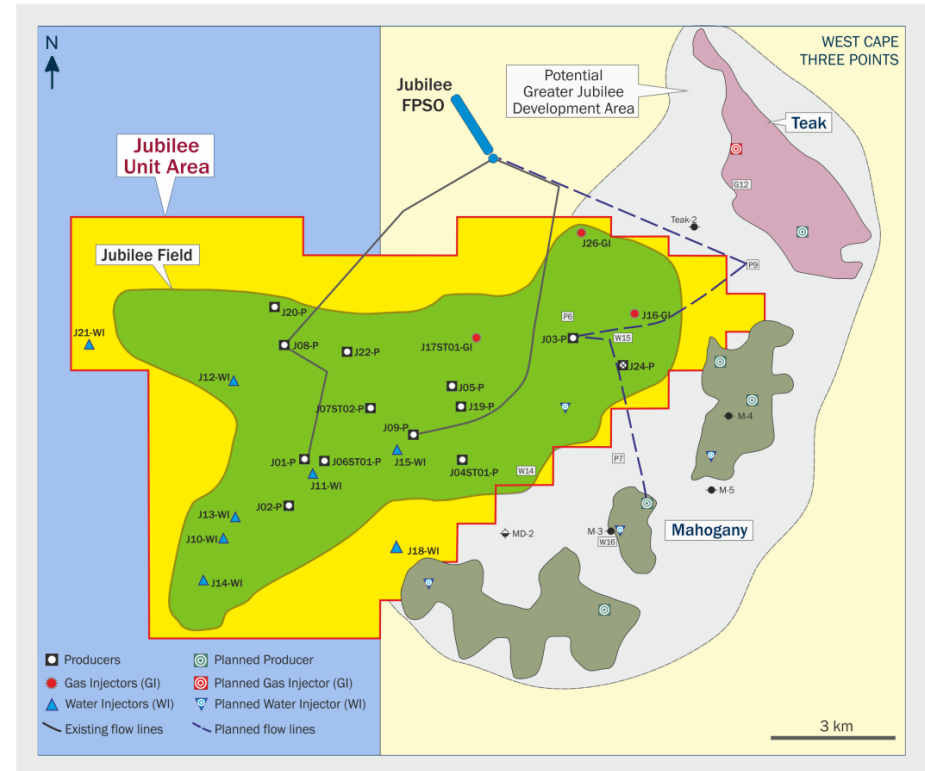 N
WEST CAPE
THREE POINTS
Potential
Greater Jubilee
Development Area
Jubilee
FPSO
Teak
Jubilee
Unit Area
G12
Teak-2
J26-GI
Jubilee Field
P9
J20-P
P6
J16-GI
J21-WI
J08-P
J22-P
J17ST01-GI
J03-P
W15
J24-P
J12-WI
J05-P
J07ST02-P
J19-P
M-4
J09-P
J01-P
J06ST01-P
J15-WI
J04ST01-P
W14
P7
J11-WI
M-5
J02-P
J13-WI
J10-WI
MD-2
M-3
W16
Mahogany
J18-WI
J14-WI
Producers
Planned Producer
Gas Injectors (GI)
Planned Gas Injector (GI)
Water Injectors (WI)
Planned Water Injector (WI)
Existing flow lines
Planned flow lines
3 km